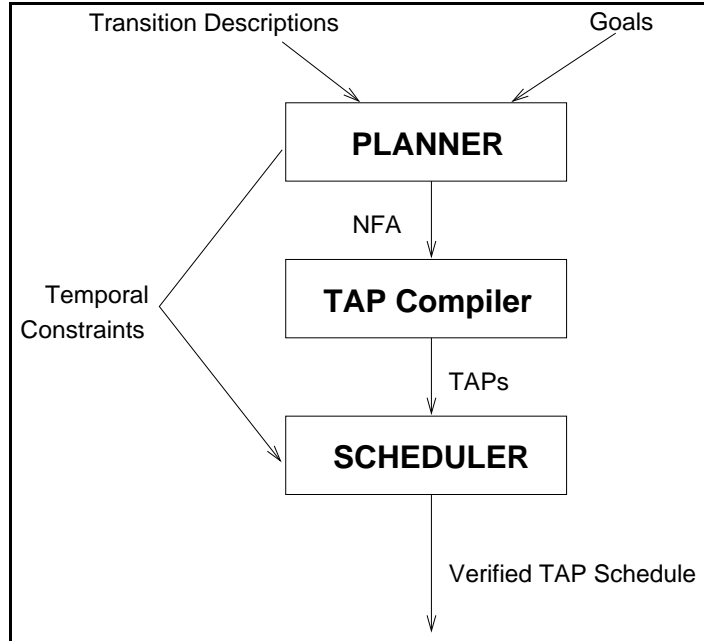 Transition Descriptions
Goals
PLANNER
NFA
Temporal
Constraints
TAP Compiler
TAPs
SCHEDULER
Verified TAP Schedule